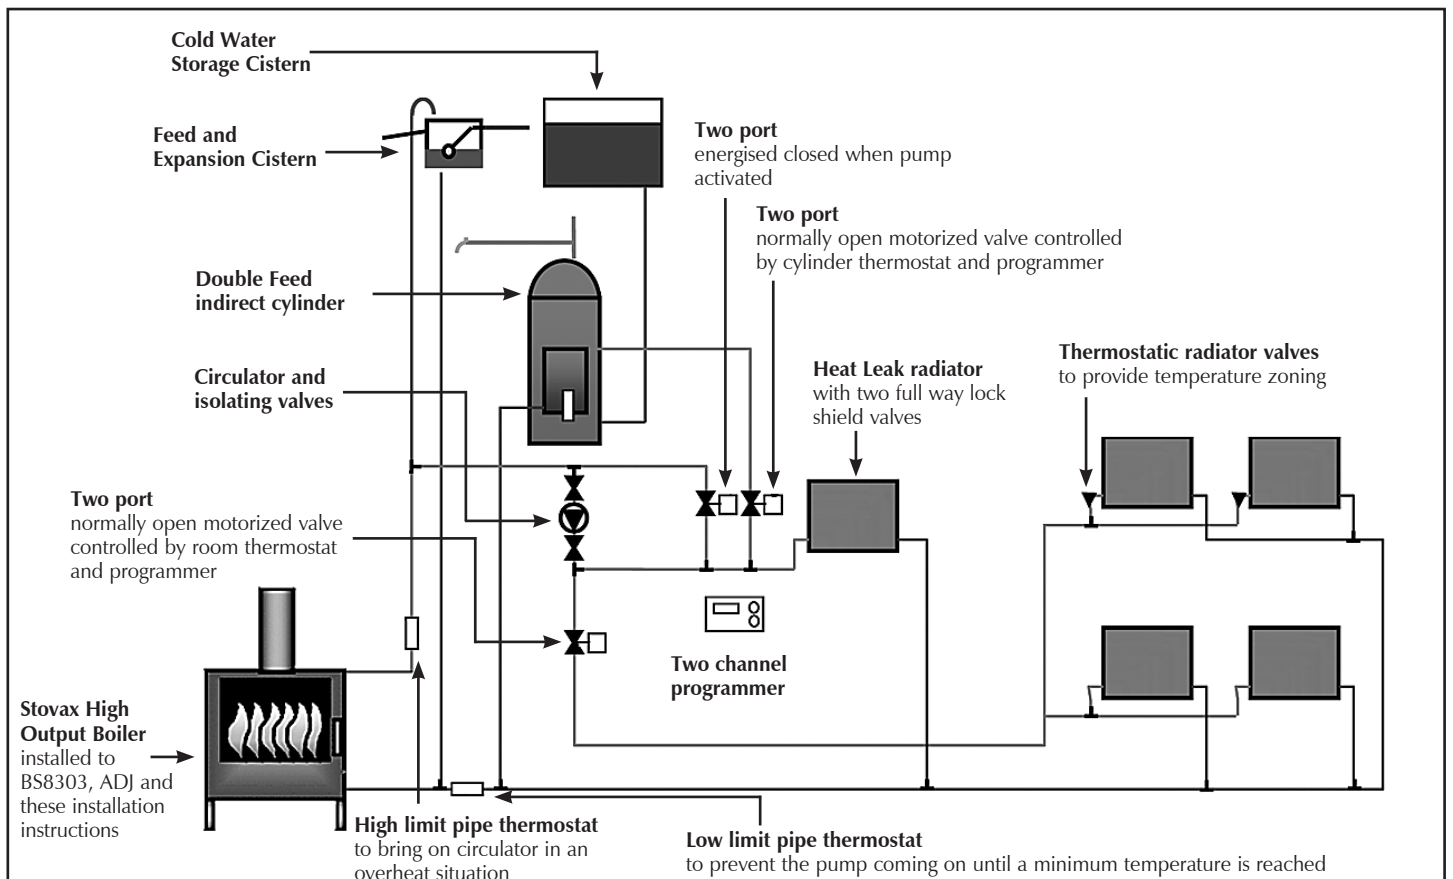 Cold Water
Storage Cistern
Feed and
Expansion Cistern
Two port
energised closed when pump
activated
Two port
normally open motorized valve controlled
by cylinder thermostat and programmer
Double Feed
indirect cylinder
Circulator and
isolating valves
Heat Leak radiator
with two full way lock
shield valves
Thermostatic radiator valves
to provide temperature zoning
Two port
normally open motorized valve
controlled by room thermostat
and programmer
Two channel
programmer
Stovax High
Output Boiler
installed to
BS8303, ADJ and
these installation
instructions
High limit pipe thermostat
to bring on circulator in an
overheat situation
Low limit pipe thermostat
to prevent the pump coming on until a minimum temperature is reached